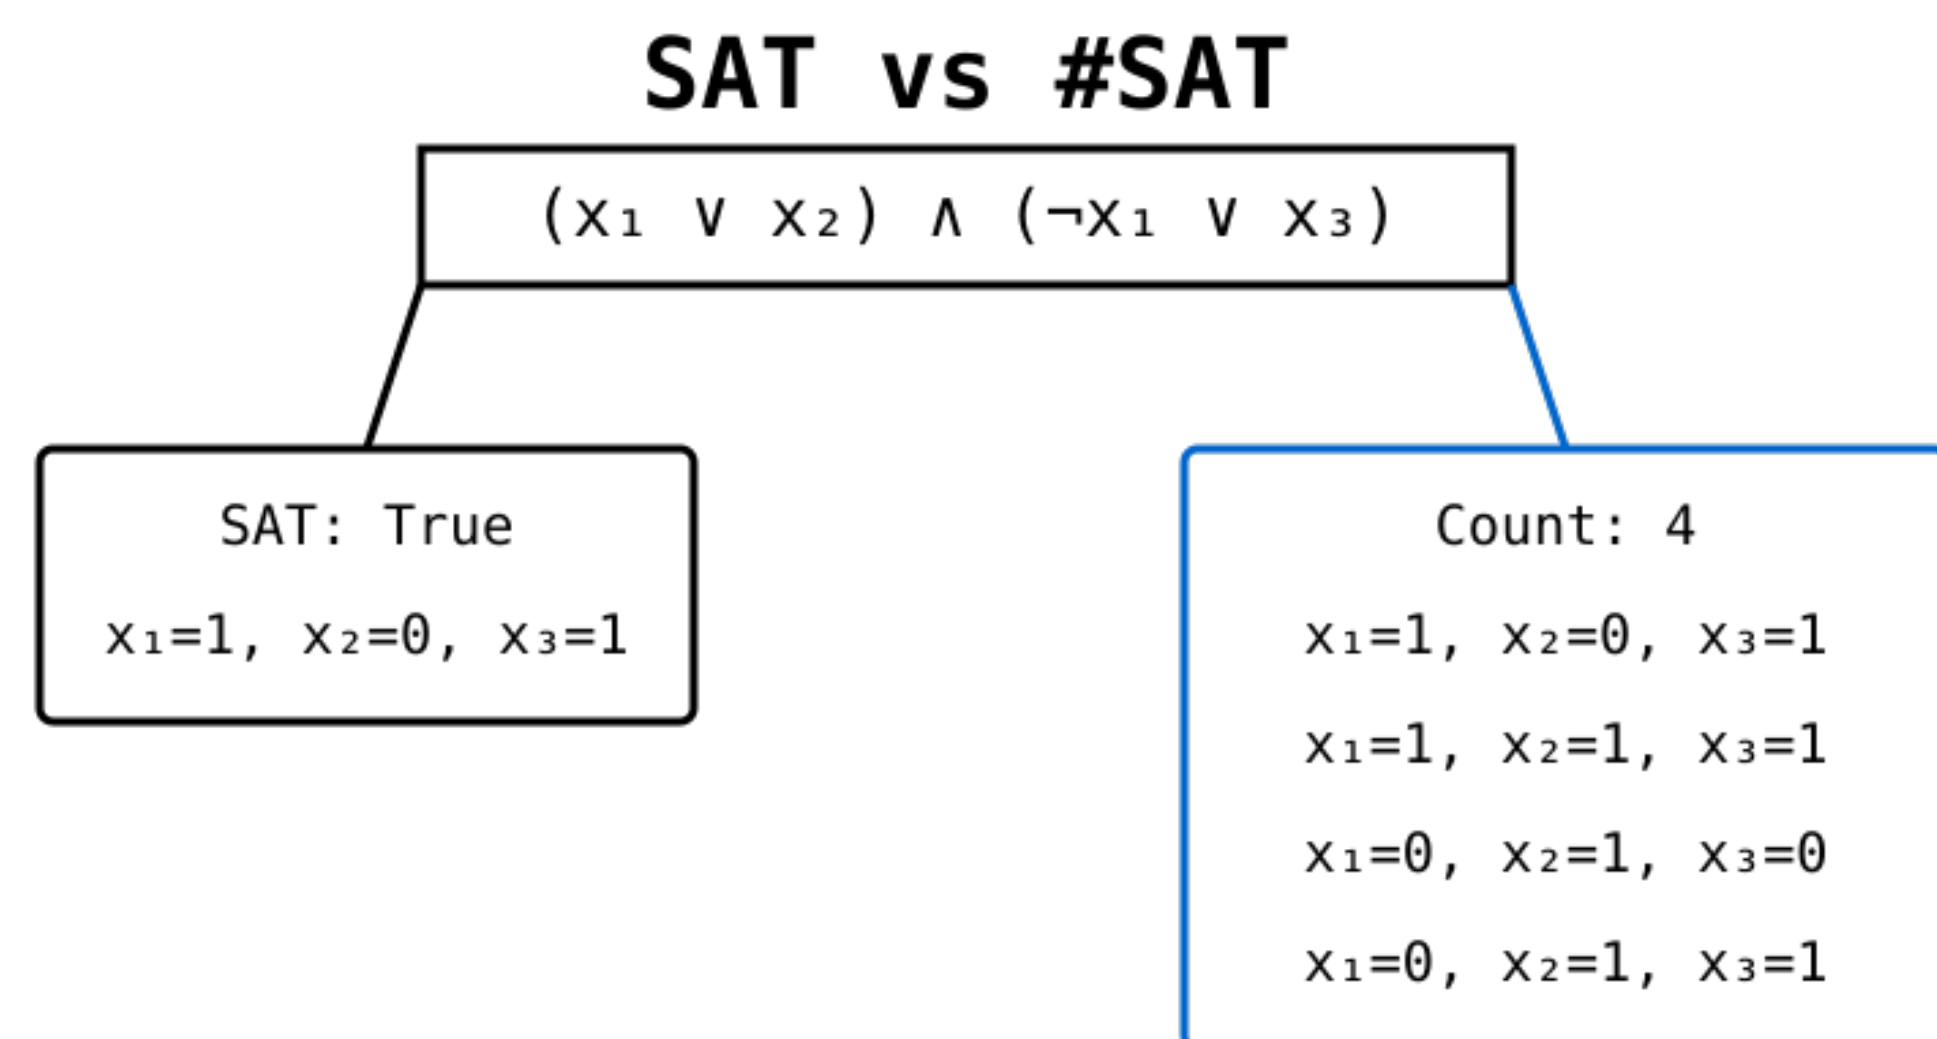 SAT vs #SAT
(x₁ ∨ x₂) ∧ (¬x₁ ∨ x₃)
SAT: True
x₁=1, x₂=0, x₃=1
Count: 4
x₁=1, x₂=0, x₃=1
x₁=1, x₂=1, x₃=1
x₁=0, x₂=1, x₃=0
x₁=0, x₂=1, x₃=1